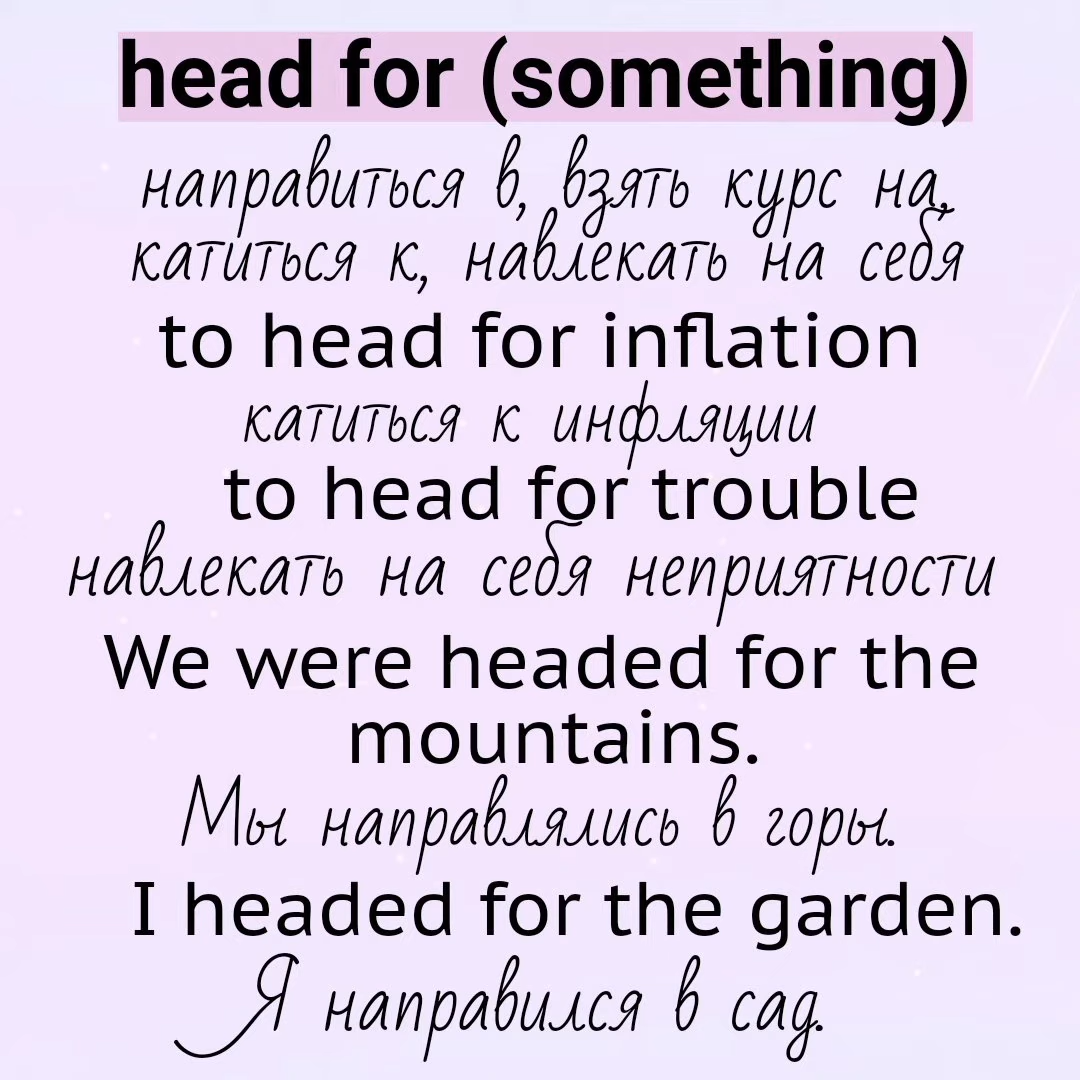 head for (something)
направиться в, взять курс на,
катиться к, навлекать на себя
to head for inflation
катиться к инфляции
to head for trouble
навлекать на себя неприятности
We were headed for the
mountains.
Мы направлялись в горы.
I headed for the garden.
Я направился в сад.